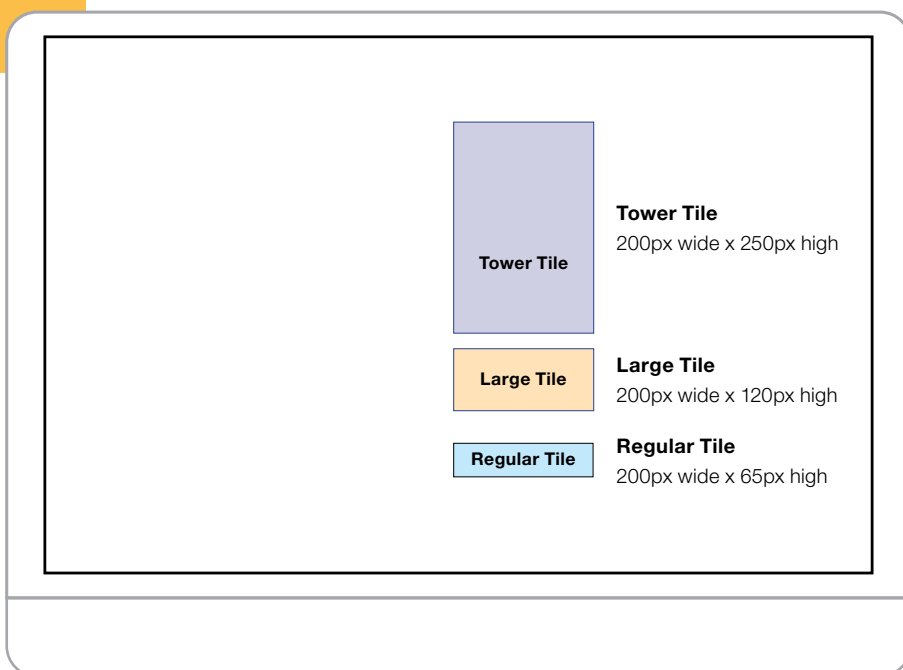 Tower Tile
Tower Tile
200px wide x 250px high
Large Tile
Large Tile
200px wide x 120px high
Regular Tile
Regular Tile
200px wide x 65px high